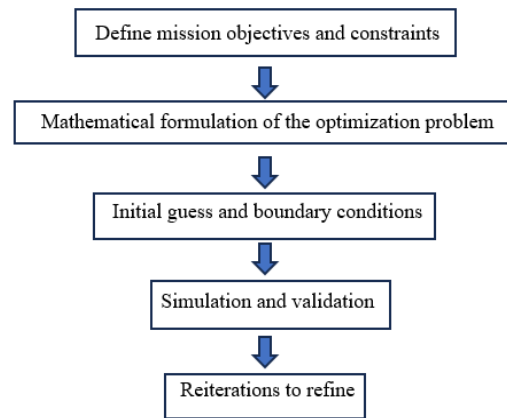 Define mission objectives and constraints
Mathematical formulation of the optimization problem
Initial guess and boundary conditions
Simulation and validation
Reiterations to refine